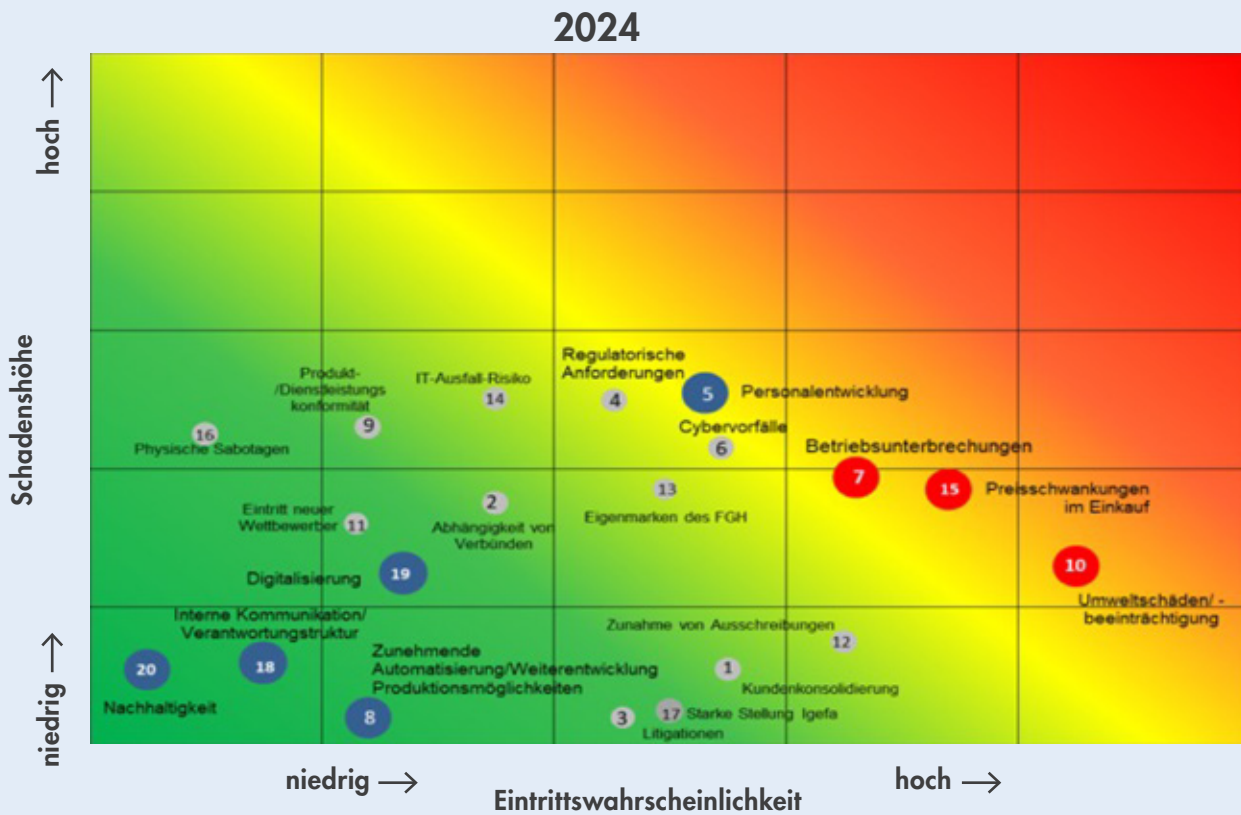 2024
hoch
Schadenshöhe
niedrig
Regulatorische
Anforderungen
4
5
Personalentwicklung
Produkt-
/Dienstleistungs
konformität
9
IT-Ausfall-Risiko
14
16
Physische Sabotagen
Cybervorfälle
6
Betriebsunterbrechungen
7
15
Preisschwankungen
im Einkauf
13
Eigenmarken des FGH
2
Abhängigkeit von
Verbünden
Eintritt neuer
Wettbewerber
11
Digitalisierung
19
10
Umweltschäden/ -
beeinträchtigung
Interne Kommunikation/
Verantwortungstruktur
18
20
Nachhaltigkeit
Zunehmende
Automatisierung/Weiterentwicklung
Produktionsmöglichkeiten
8
Zunahme von Ausschreibungen
12
1
Kundenkonsolidierung
3
17
Starke Stellung Igefa
Litigationen
niedrig
hoch
Eintrittswahrscheinlichkeit